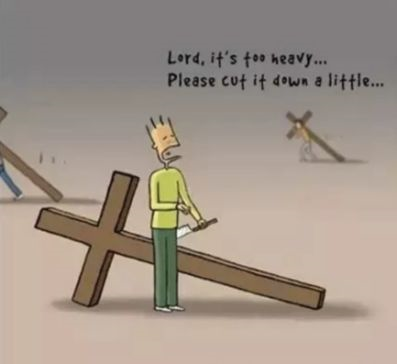 Lord, it's too heavy...
Please cut it down a little...